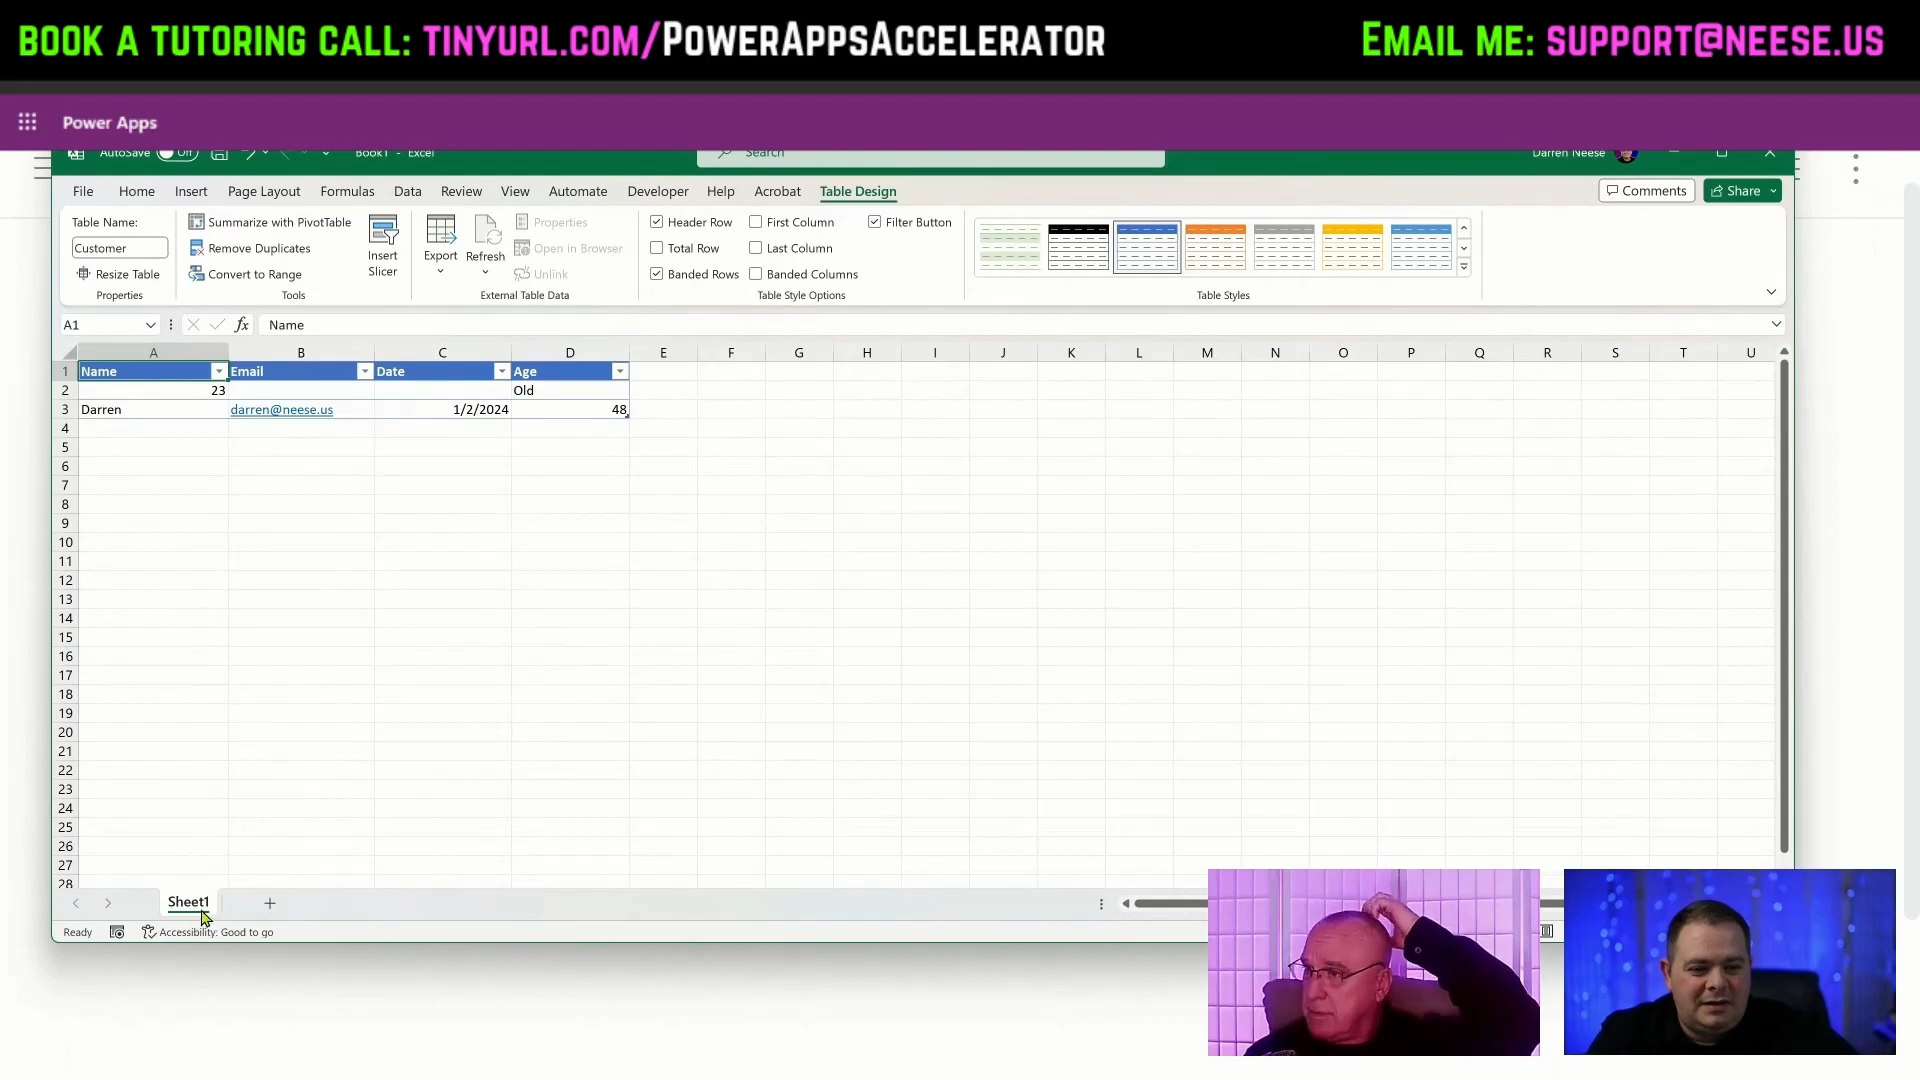 BOOK A TUTORING CALL: TINYURL.COM/POWERAPPSACCELERATOR
EMAIL ME: SUPPORT@NEESE.US
Power Apps
AutoSave Off
Book1 - Excel
Search
Darren Neese
File Home Insert Page Layout Formulas Data Review View Automate Developer Help Acrobat Table Design
Comments
Share
Table Name:
Customer
Resize Table
Properties
Summarize with PivotTable
Remove Duplicates
Convert to Range
Tools
Insert
Slicer
Export
Refresh
Properties
Open in Browser
Unlink
External Table Data
Header Row
Total Row
Banded Rows
First Column
Last Column
Banded Columns
Filter Button
Table Style Options
Table Styles
A1
fx
Name
A B C D E F G H I J K L M N O P Q R S T U
1 Name Email Date Age
2 23 Old
3 Darren darren@neese.us 1/2/2024 48
4
5
6
7
8
9
10
11
12
13
14
15
16
17
18
19
20
21
22
23
24
25
26
27
28
Sheet1
Ready
Accessibility: Good to go